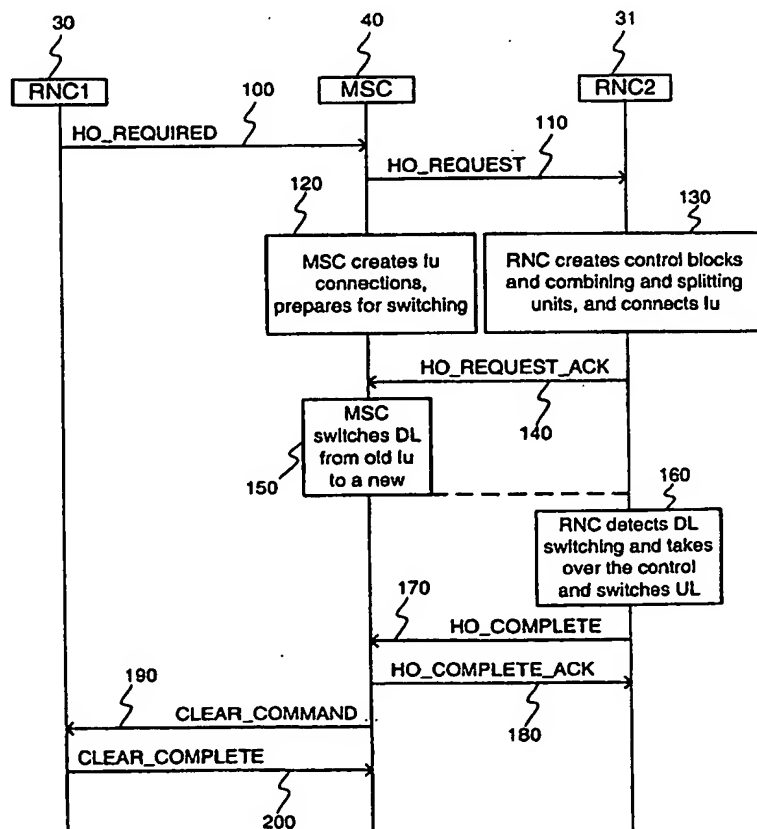 30
40
31
RNC1
MSC
RNC2
100
HO_REQUIRED
110
HO_REQUEST
120
130
MSC creates Iu
connections,
prepares for switching
RNC creates control blocks
and combining and splitting
units, and connects Iu
HO_REQUEST_ACK
140
MSC
switches DL
from old Iu
to a new
150
160
RNC detects DL
switching and takes
over the control
and switches UL
170
HO_COMPLETE
HO_COMPLETE_ACK
180
190
CLEAR_COMMAND
CLEAR_COMPLETE
200